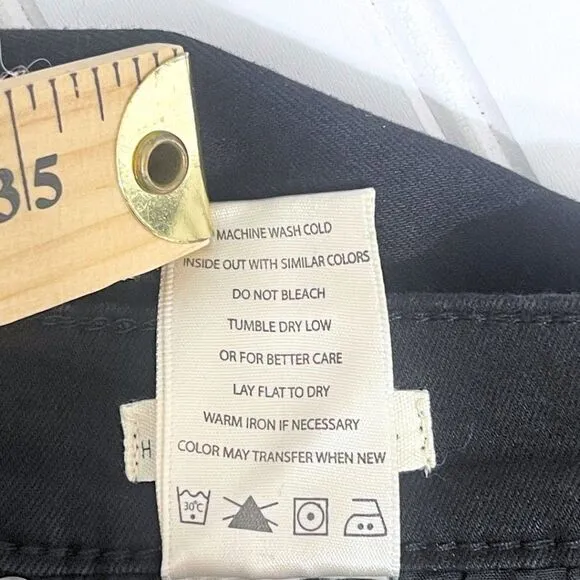 35
MACHINE WASH COLD
INSIDE OUT WITH SIMILAR COLORS
DO NOT BLEACH
TUMBLE DRY LOW
OR FOR BETTER CARE
LAY FLAT TO DRY
WARM IRON IF NECESSARY
H
COLOR MAY TRANSFER WHEN NEW
30°C